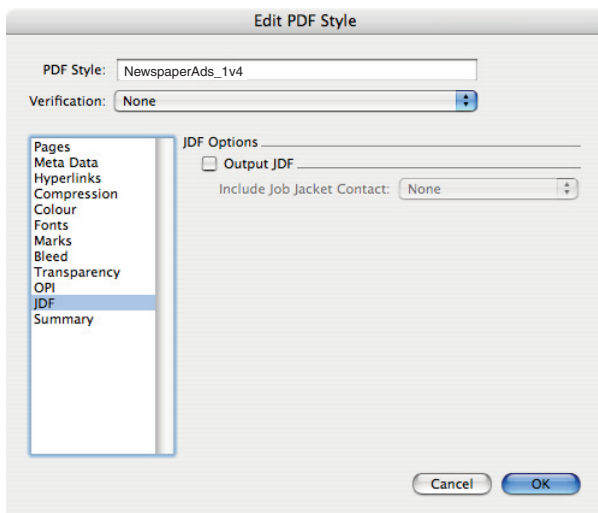 Edit PDF Style
PDF Style: NewspaperAds_1v4
Verification: None
Pages
Meta Data
Hyperlinks
Compression
Colour
Fonts
Marks
Bleed
Transparency
OPI
JDF
Summary
JDF Options
Output JDF
Include Job Jacket Contact: None
Cancel OK